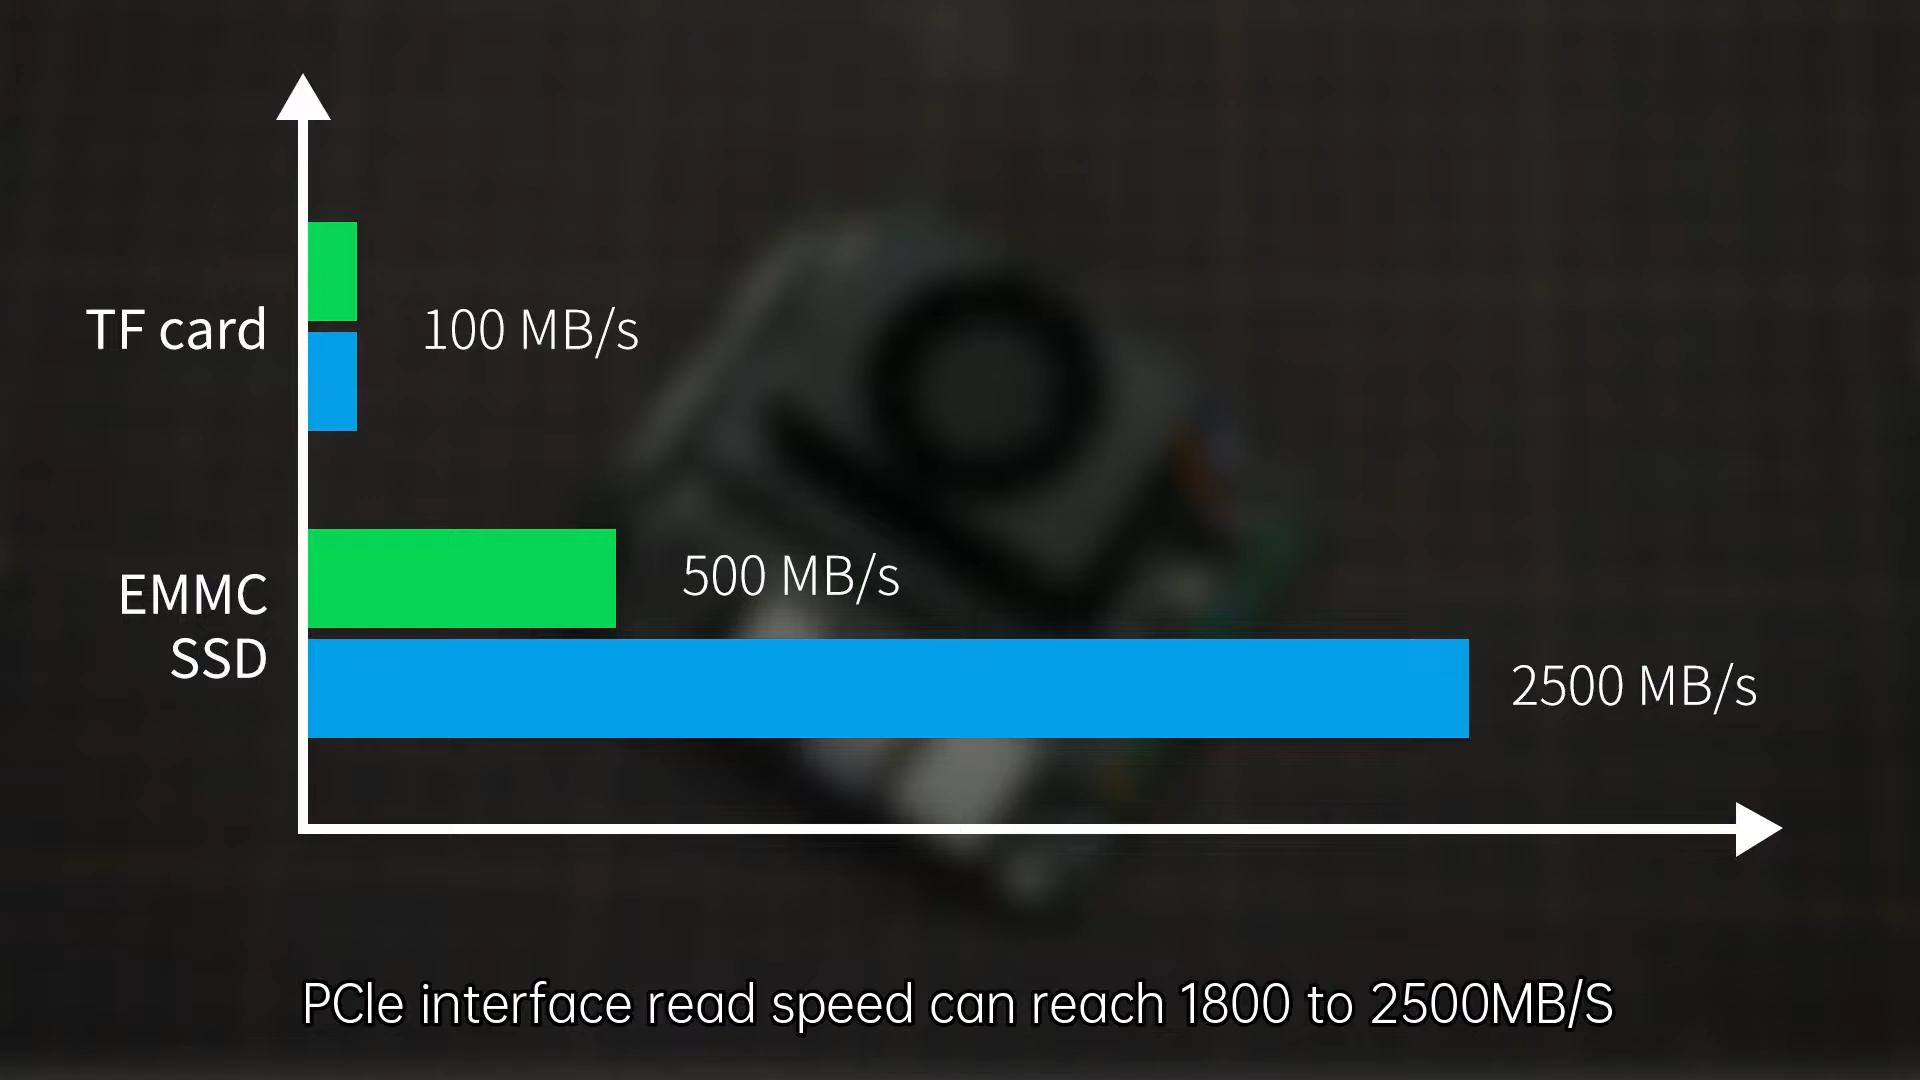 TF card
100 MB/s
EMMC
500 MB/s
SSD
2500 MB/s
PCIe interface read speed can reach 1800 to 2500MB/S